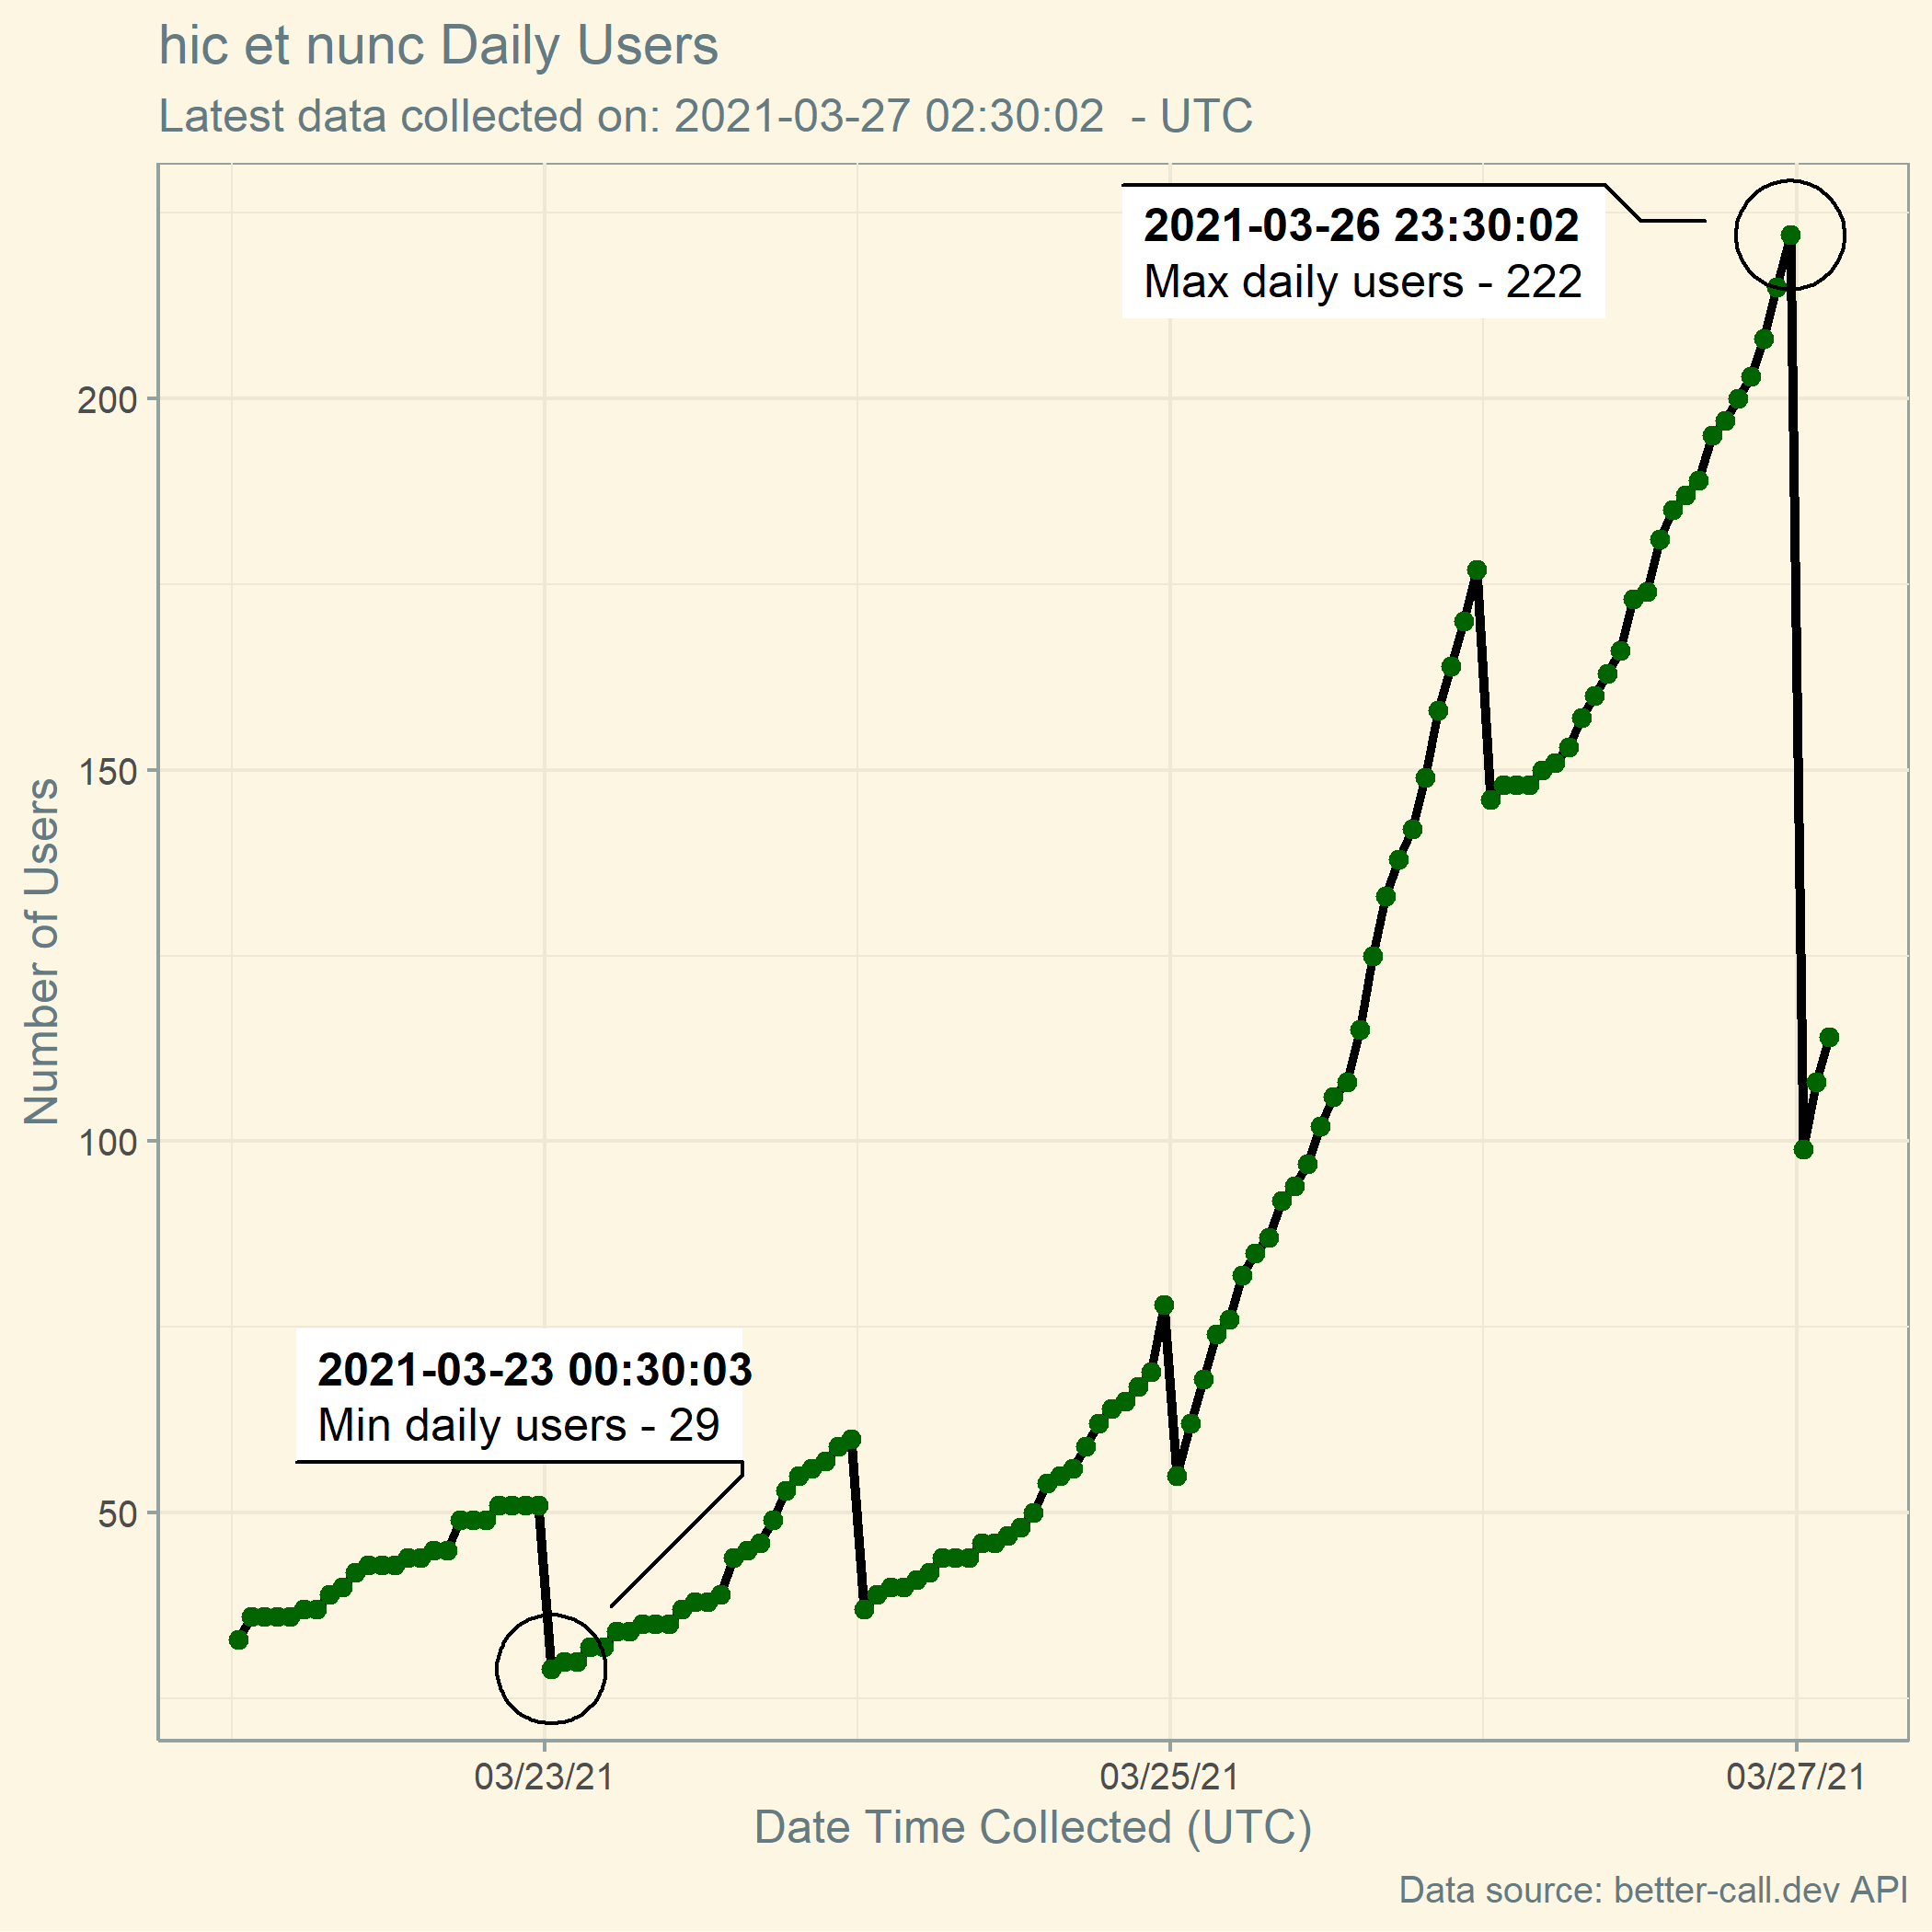 hic et nunc Daily Users
Latest data collected on: 2021-03-27 02:30:02  - UTC
2021-03-26 23:30:02
Max daily users - 222
200
150
100
50
Number of Users
2021-03-23 00:30:03
Min daily users - 29
03/23/21
03/25/21
03/27/21
Date Time Collected (UTC)
Data source: better-call.dev API